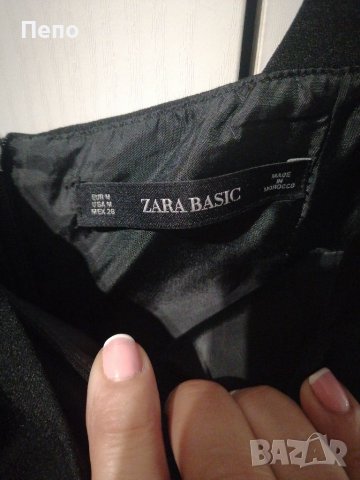 Пепо
EUR M
USA M
MEX 28
ZARA BASIC
MADE
IN
MOROCCO
BAZAR